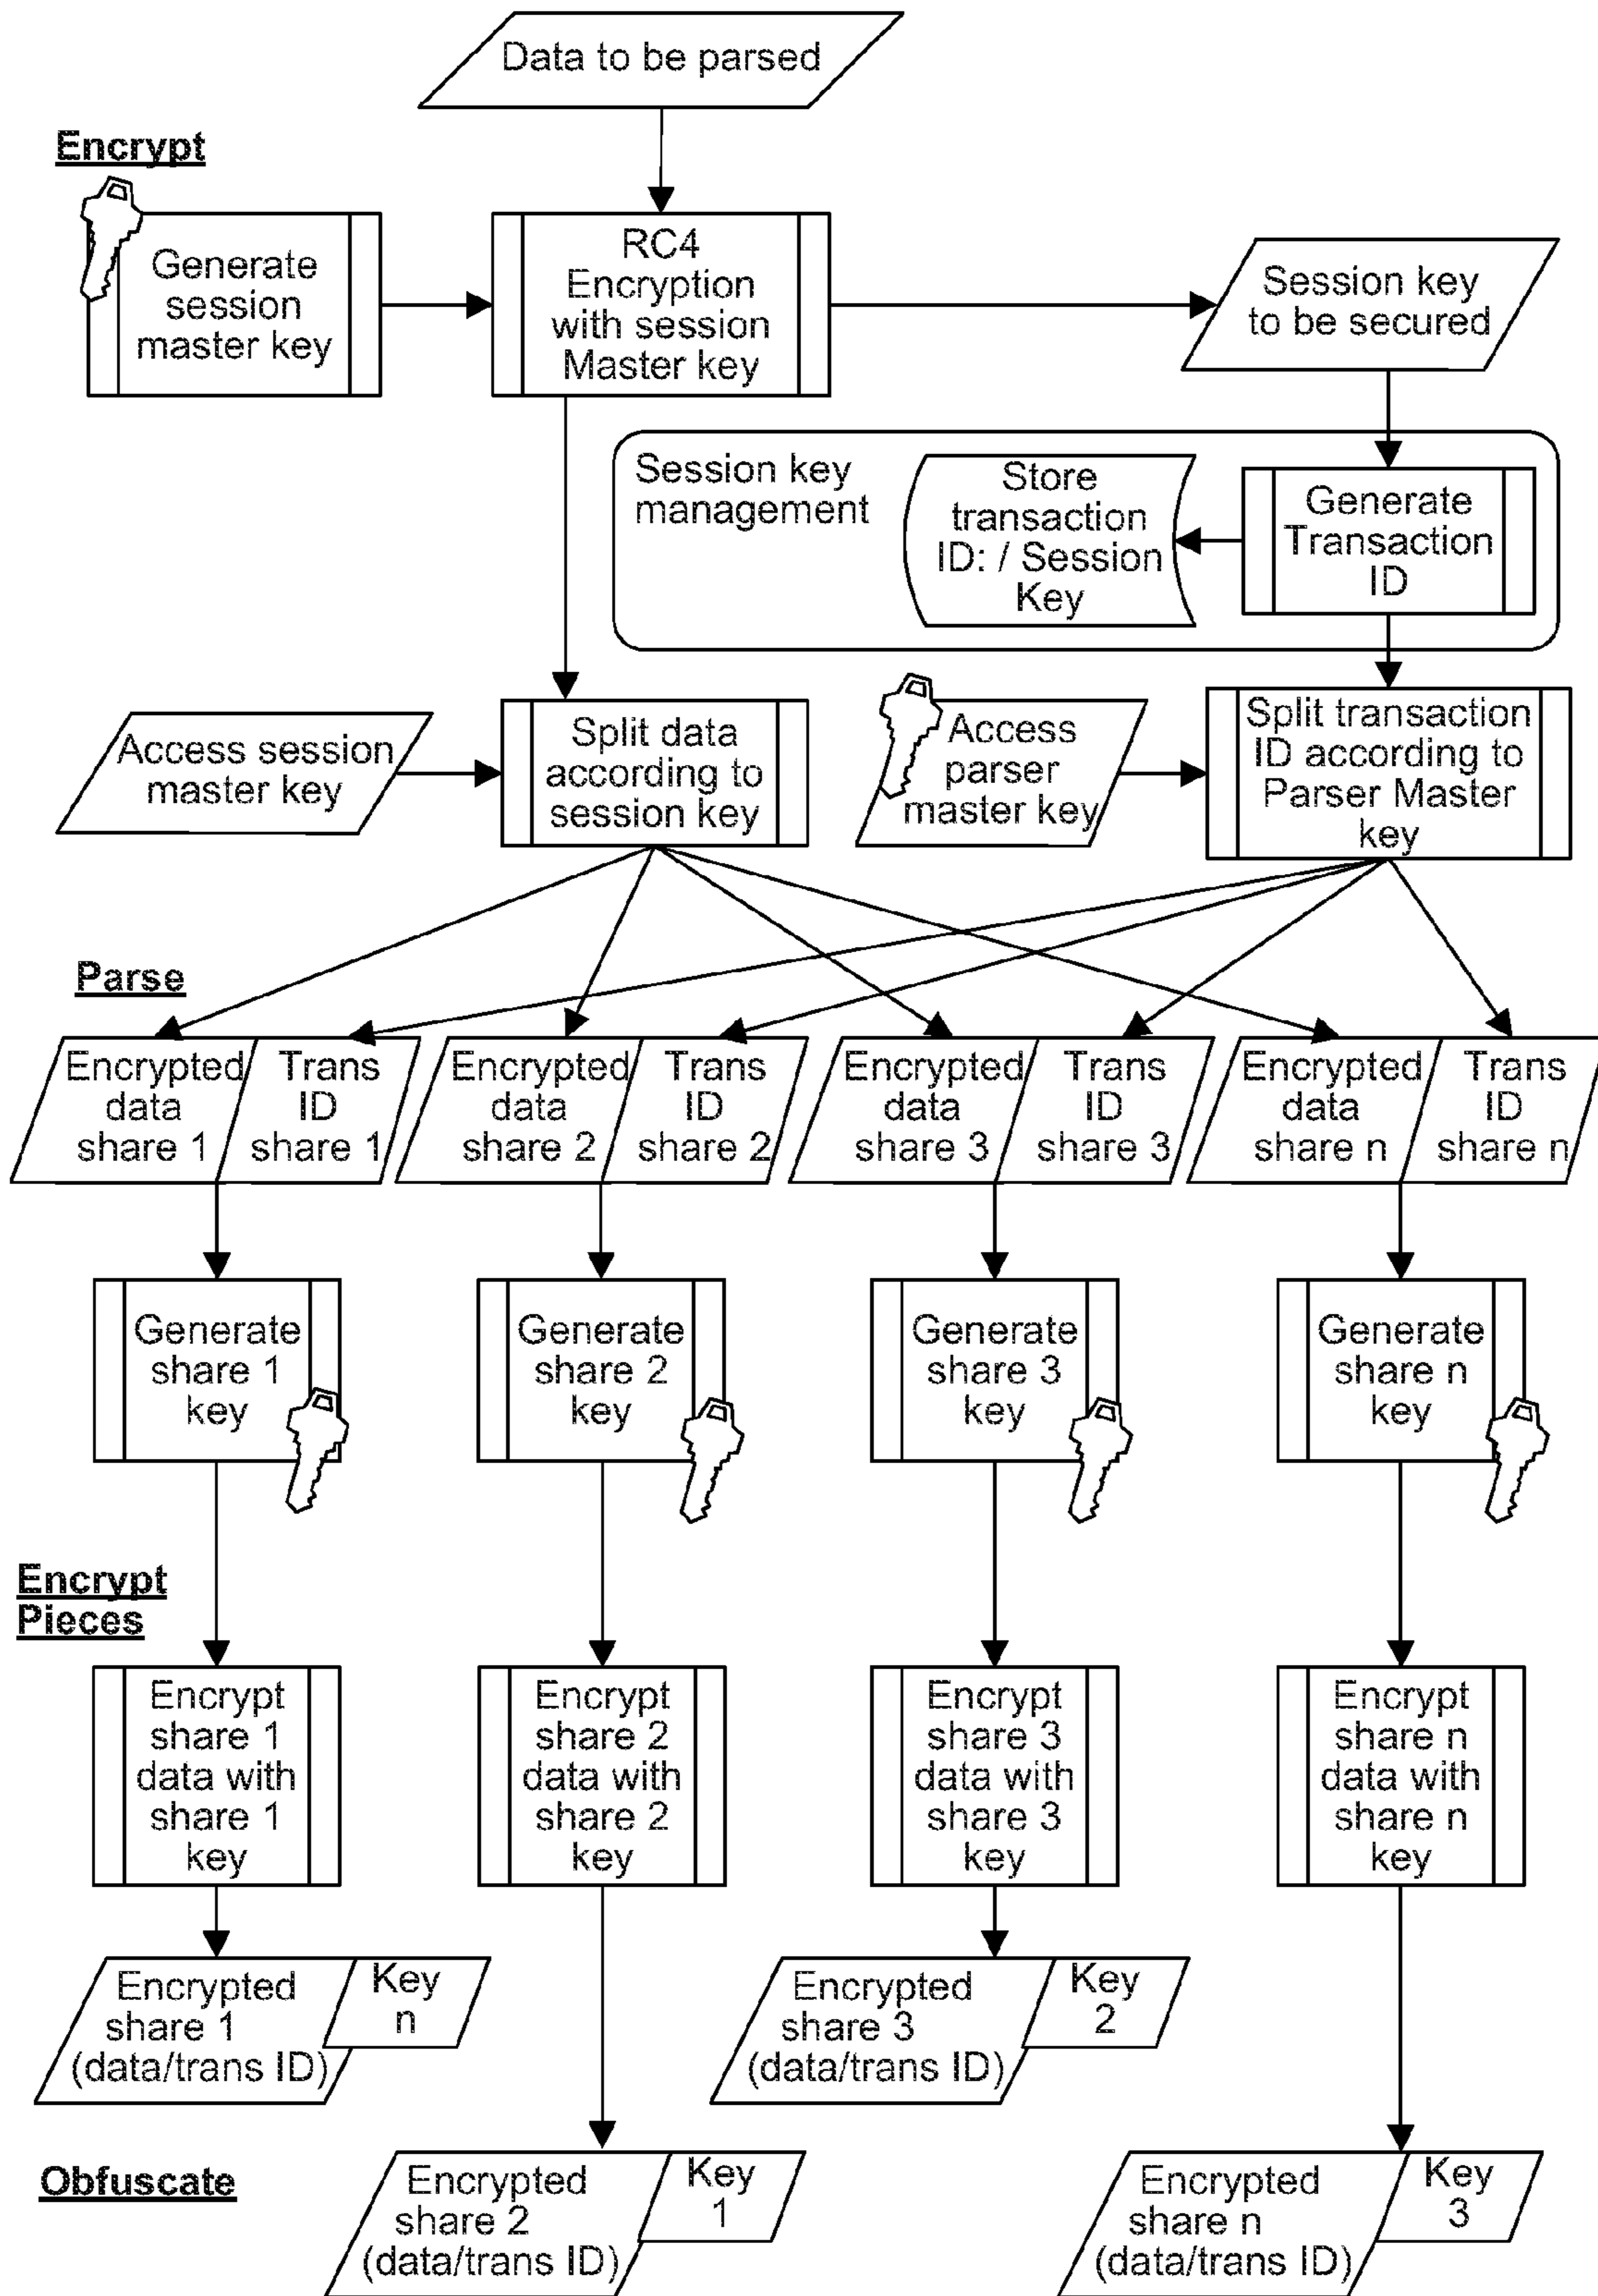 Data to be parsed
Encrypt
Generate
session
master key
RC4
Encryption
with session
Master key
Session key
to be secured
Session key
management
Store
transaction
ID: / Session
Key
Generate
Transaction
ID
Access session
master key
Split data
according to
session key
Access
parser
master key
Split transaction
ID according to
Parser Master
key
Parse
Encrypted
data
share 1
Trans
ID
share 1
Encrypted
data
share 2
Trans
ID
share 2
Encrypted
data
share 3
Trans
ID
share 3
Encrypted
data
share n
Trans
ID
share n
Generate
share 1
key
Generate
share 2
key
Generate
share 3
key
Generate
share n
key
Encrypt
Pieces
Encrypt
share 1
data with
share 1
key
Encrypt
share 2
data with
share 2
key
Encrypt
share 3
data with
share 3
key
Encrypt
share n
data with
share n
key
Encrypted
share 1
(data/trans ID)
Key
n
Encrypted
share 3
(data/trans ID)
Key
2
Obfuscate
Encrypted
share 2
(data/trans ID)
Key
1
Encrypted
share n
(data/trans ID)
Key
3